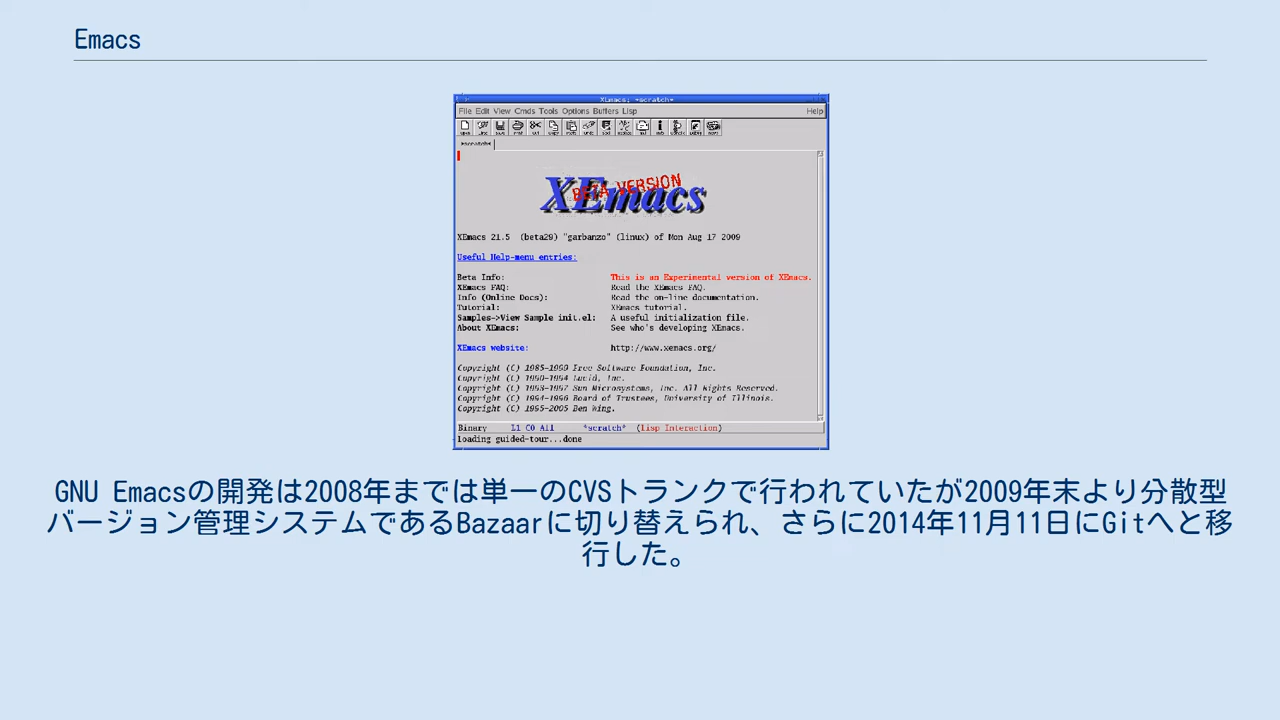 Emacs
XEmacs: *scratch*
File Edit View Cmds Tools Options Buffers Lisp Help
*scratch*
XEmacs
BETA VERSION
XEmacs 21.5 (beta29) "garbanzo" (linux) of Mon Aug 17 2009
Useful Help-menu entries:
Beta Info: This is an Experimental version of XEmacs.
XEmacs FAQ: Read the XEmacs FAQ.
Info (Online Docs): Read the on-line documentation.
Tutorial: XEmacs tutorial.
Samples->View Sample init.el: A useful initialization file.
About XEmacs: See who's developing XEmacs.
XEmacs website: http://www.xemacs.org/
Copyright (C) 1985-1999 Free Software Foundation, Inc.
Copyright (C) 1990-1994 Lucid, Inc.
Copyright (C) 1993-1997 Sun Microsystems, Inc. All Rights Reserved.
Copyright (C) 1994-1996 Board of Trustees, University of Illinois.
Copyright (C) 1995-2005 Ben Wing.
Binary L1 C0 All *scratch* (Lisp Interaction)
loading guided-tour...done
GNU Emacsの開発は2008年までは単一のCVSトランクで行われていたが2009年末より分散型
バージョン管理システムであるBazaarに切り替えられ、さらに2014年11月11日にGitへと移
行した。